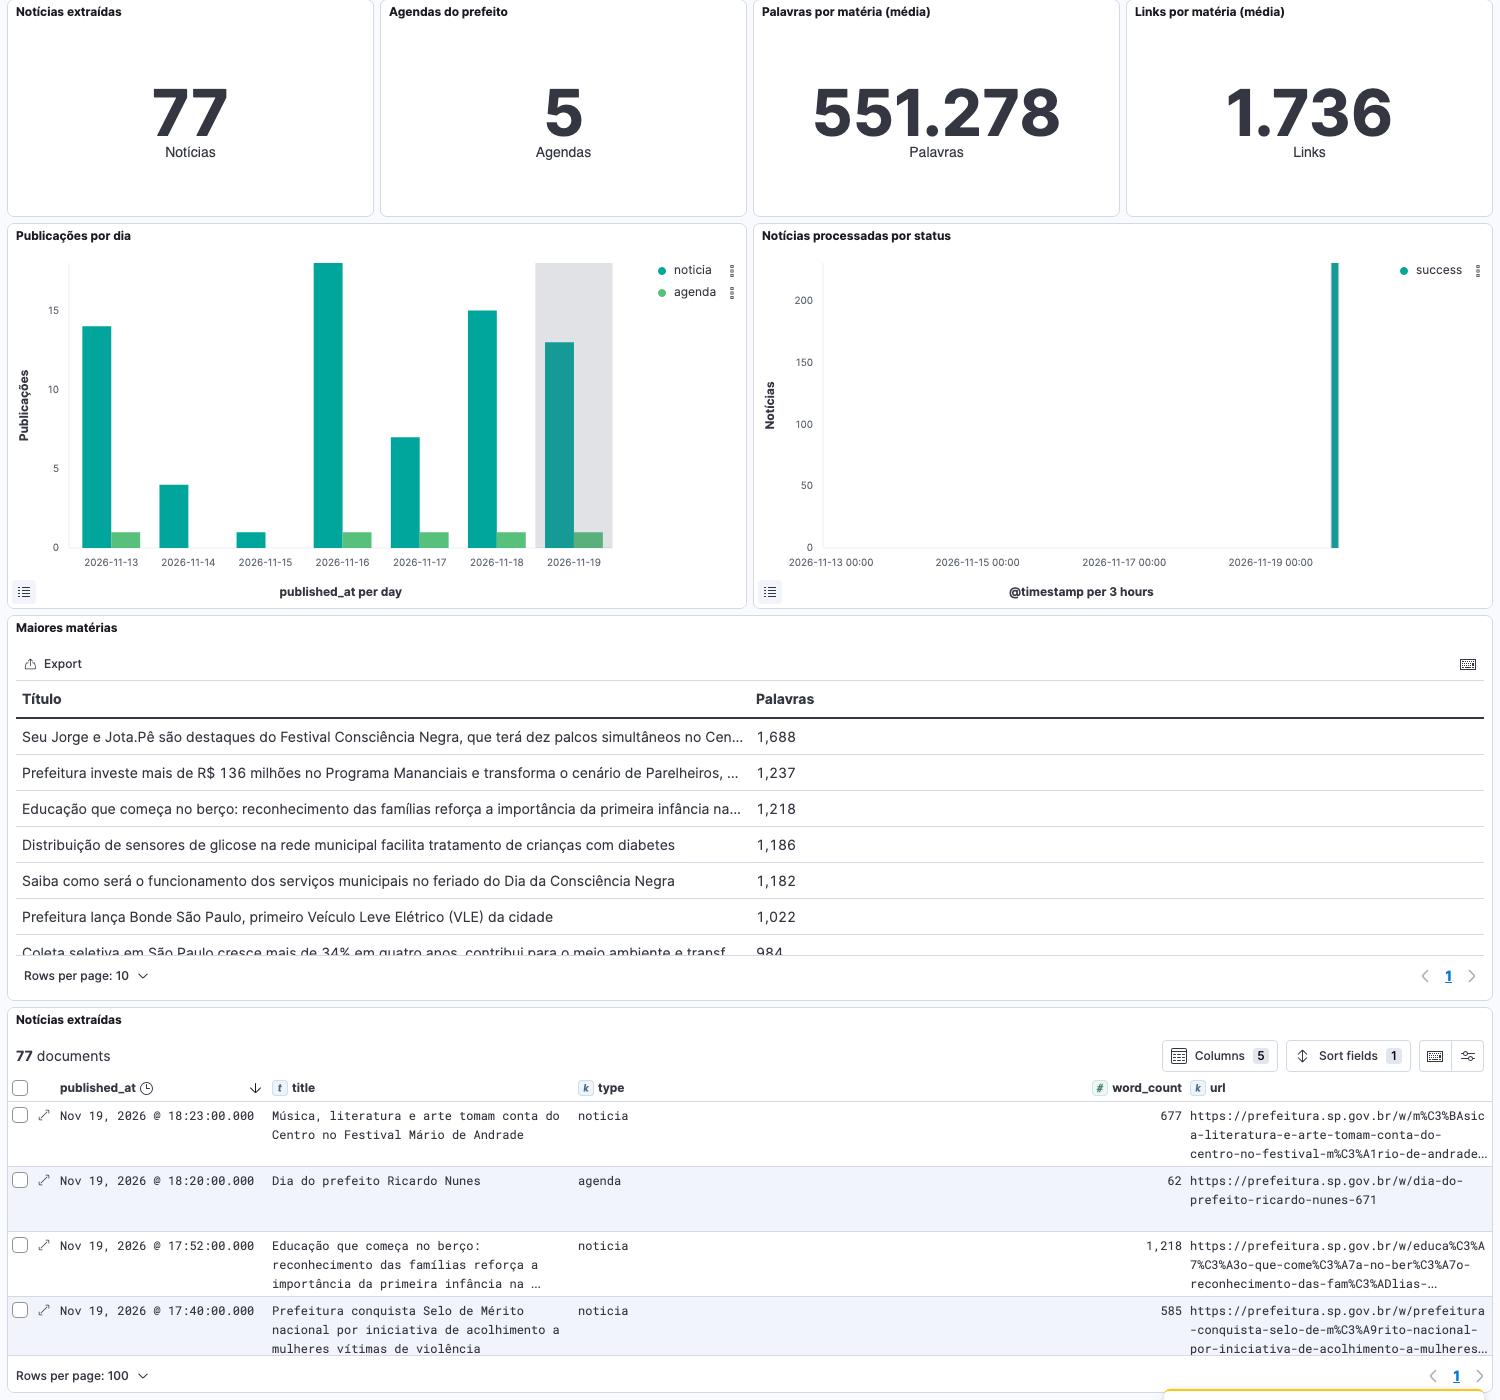 Notícias extraídas
77
Notícias
Agendas do prefeito
5
Agendas
Palavras por matéria (média)
551.278
Palavras
Links por matéria (média)
1.736
Links
Publicações por dia
Publicações
15
10
5
0
2026-11-13
2026-11-14
2026-11-15
2026-11-16
2026-11-17
2026-11-18
2026-11-19
published_at per day
noticia
agenda
Notícias processadas por status
Notícias
200
150
100
50
0
2026-11-13 00:00
2026-11-15 00:00
2026-11-17 00:00
2026-11-19 00:00
@timestamp per 3 hours
success
Maiores matérias
Export
Título Palavras
Seu Jorge e Jota.Pê são destaques do Festival Consciência Negra, que terá dez palcos simultâneos no Cen... 1,688
Prefeitura investe mais de R$ 136 milhões no Programa Mananciais e transforma o cenário de Parelheiros, ... 1,237
Educação que começa no berço: reconhecimento das famílias reforça a importância da primeira infância na... 1,218
Distribuição de sensores de glicose na rede municipal facilita tratamento de crianças com diabetes 1,186
Saiba como será o funcionamento dos serviços municipais no feriado do Dia da Consciência Negra 1,182
Prefeitura lança Bonde São Paulo, primeiro Veículo Leve Elétrico (VLE) da cidade 1,022
Coleta seletiva em São Paulo cresce mais de 34% em quatro anos, contribui para o meio ambiente e transf... 984
Rows per page: 10
1
Notícias extraídas
77 documents
Columns 5
Sort fields 1
published_at t title k type # word_count k url
Nov 19, 2026 @ 18:23:00.000 Música, literatura e arte tomam conta do noticia 677 https://prefeitura.sp.gov.br/w/m%C3%BAsic
Centro no Festival Mário de Andrade a-literatura-e-arte-tomam-conta-do-
centro-no-festival-m%C3%A1rio-de-andrade...
Nov 19, 2026 @ 18:20:00.000 Dia do prefeito Ricardo Nunes agenda 62 https://prefeitura.sp.gov.br/w/dia-do-
prefeito-ricardo-nunes-671
Nov 19, 2026 @ 17:52:00.000 Educação que começa no berço: noticia 1,218 https://prefeitura.sp.gov.br/w/educa%C3%A
reconhecimento das famílias reforça a 7%C3%A3o-que-come%C3%A7a-no-ber%C3%A7o-
importância da primeira infância na ... reconhecimento-das-fam%C3%ADlias-...
Nov 19, 2026 @ 17:40:00.000 Prefeitura conquista Selo de Mérito noticia 585 https://prefeitura.sp.gov.br/w/prefeitura
nacional por iniciativa de acolhimento a -conquista-selo-de-m%C3%A9rito-nacional-
mulheres vítimas de violência por-iniciativa-de-acolhimento-a-mulheres...
Rows per page: 100
1